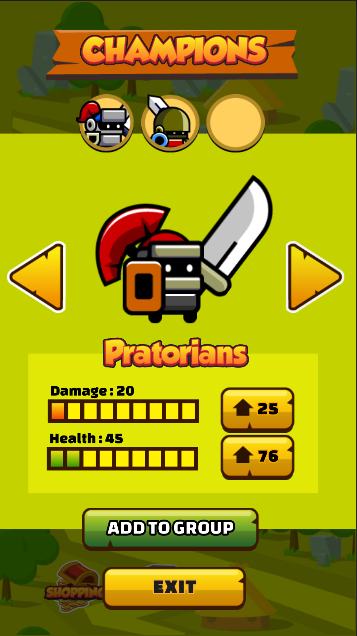 CHAMPIONS
Pratorians
Damage : 20
25
Health : 45
76
ADD TO GROUP
SHOPPING
EXIT